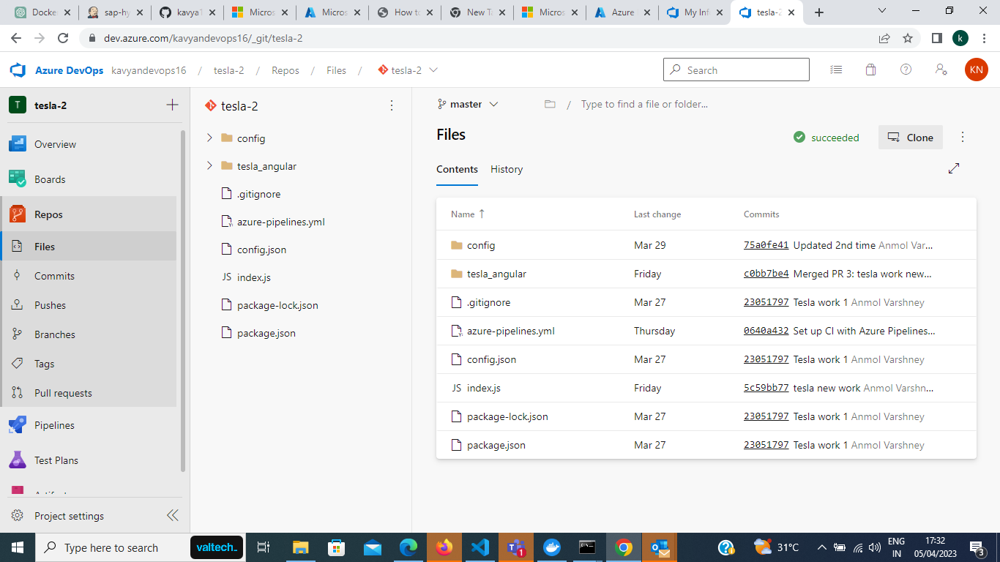 Docke
sap-hy
kavya1
Micros
Micros
How to
New Ta
Micros
Azure
My Inf
tesla-2
dev.azure.com/kavyandevops16/_git/tesla-2
k
Azure DevOps kavyandevops16 / tesla-2 / Repos / Files / tesla-2
Search
KN
T tesla-2
Overview
Boards
Repos
Files
Commits
Pushes
Branches
Tags
Pull requests
Pipelines
Test Plans
Project settings
tesla-2
config
tesla_angular
.gitignore
azure-pipelines.yml
config.json
JS index.js
package-lock.json
package.json
master / Type to find a file or folder...
Files
succeeded
Clone
Contents History
Name Last change Commits
config Mar 29 75a0fe41 Updated 2nd time Anmol Var...
tesla_angular Friday c0bb7be4 Merged PR 3: tesla work new...
.gitignore Mar 27 23051797 Tesla work 1 Anmol Varshney
azure-pipelines.yml Thursday 0640a432 Set up CI with Azure Pipelines...
config.json Mar 27 23051797 Tesla work 1 Anmol Varshney
JS index.js Friday 5c59bb77 tesla new work Anmol Varshn...
package-lock.json Mar 27 23051797 Tesla work 1 Anmol Varshney
package.json Mar 27 23051797 Tesla work 1 Anmol Varshney
Type here to search
valtech_
1
31°C
ENG
IN
17:32
05/04/2023
3